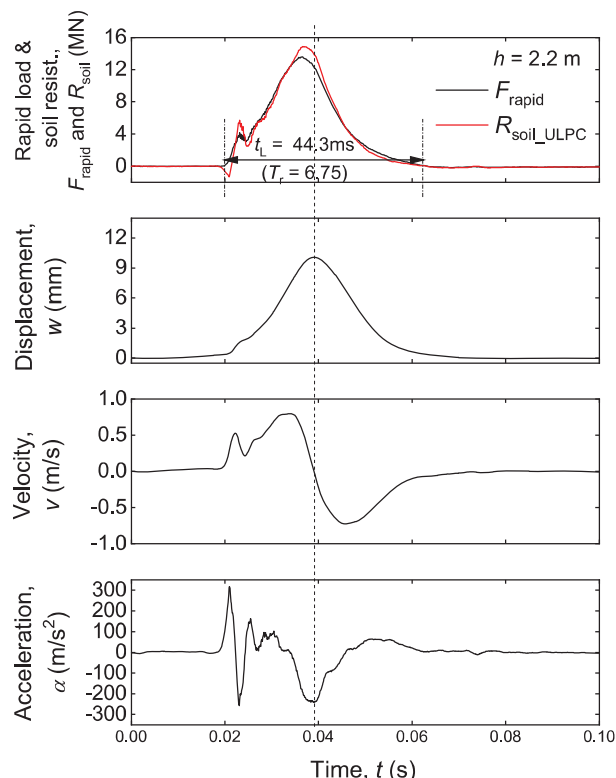 Rapid load &
soil resist.,
F_rapid and R_soil (MN)
16
12
8
4
0
h = 2.2 m
F_rapid
R_soil_ULPC
t_L = 44.3ms
(T_r = 6.75)
Displacement,
w (mm)
12
9
6
3
0
Velocity,
v (m/s)
1.0
0.5
0.0
-0.5
-1.0
Acceleration,
α (m/s²)
300
200
100
0
-100
-200
-300
0.00 0.02 0.04 0.06 0.08 0.10
Time, t (s)